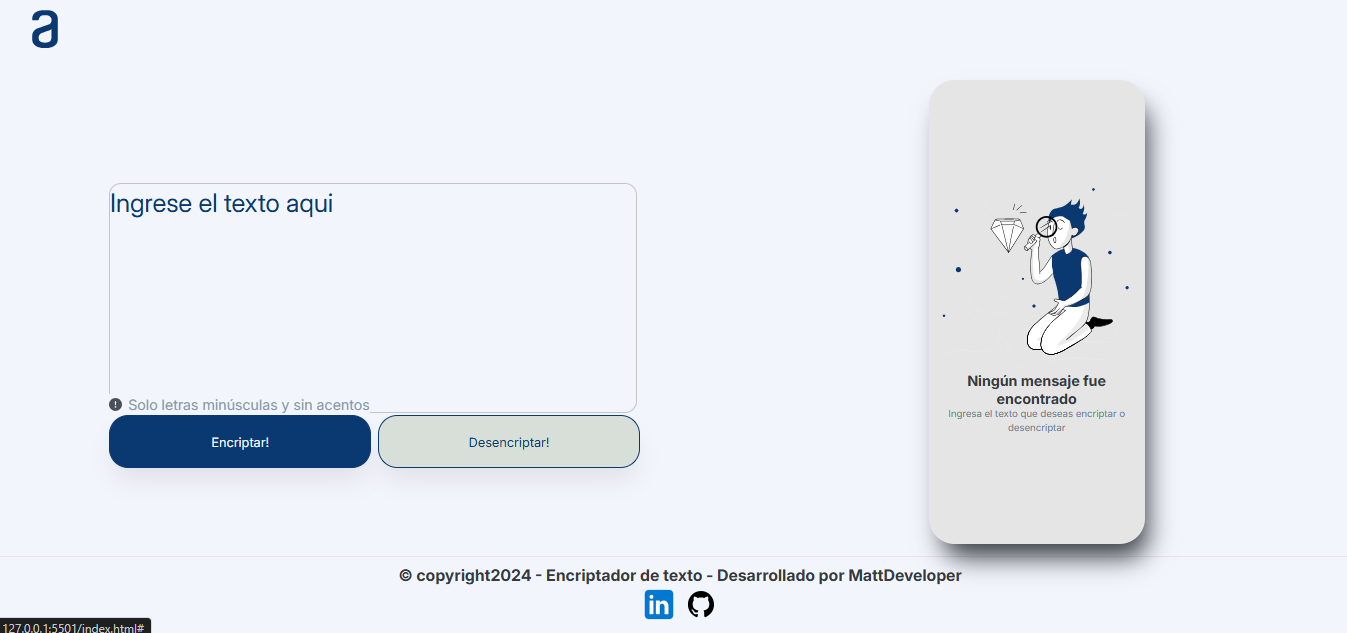 a
Ingrese el texto aqui
! Solo letras minúsculas y sin acentos
Encriptar!
Desencriptar!
Ningún mensaje fue
encontrado
Ingresa el texto que deseas encriptar o
desencriptar
© copyright2024 - Encriptador de texto - Desarrollado por MattDeveloper
in
127.0.0.1:5501/index.html#